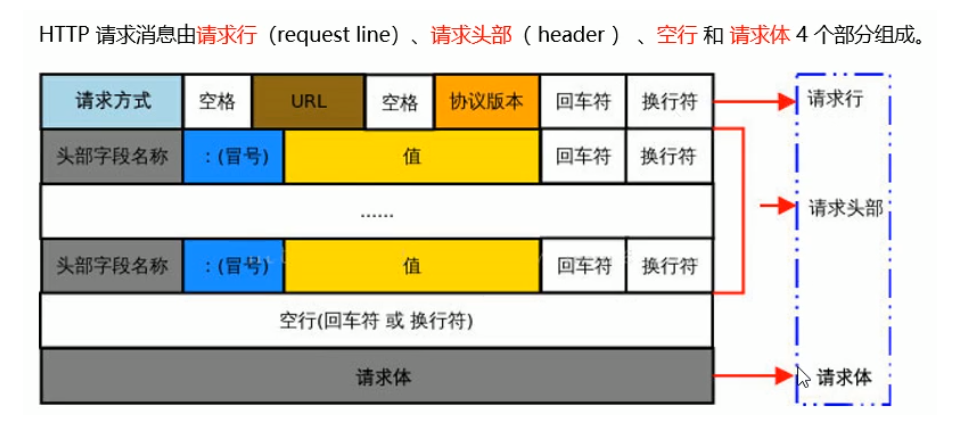 HTTP 请求消息由请求行（request line）、请求头部（ header ） 、空行 和 请求体 4 个部分组成。
请求方式 空格 URL 空格 协议版本 回车符 换行符 请求行
头部字段名称 ：(冒号) 值 回车符 换行符
......
请求头部
头部字段名称 ：(冒号) 值 回车符 换行符
空行(回车符 或 换行符)
请求体 请求体